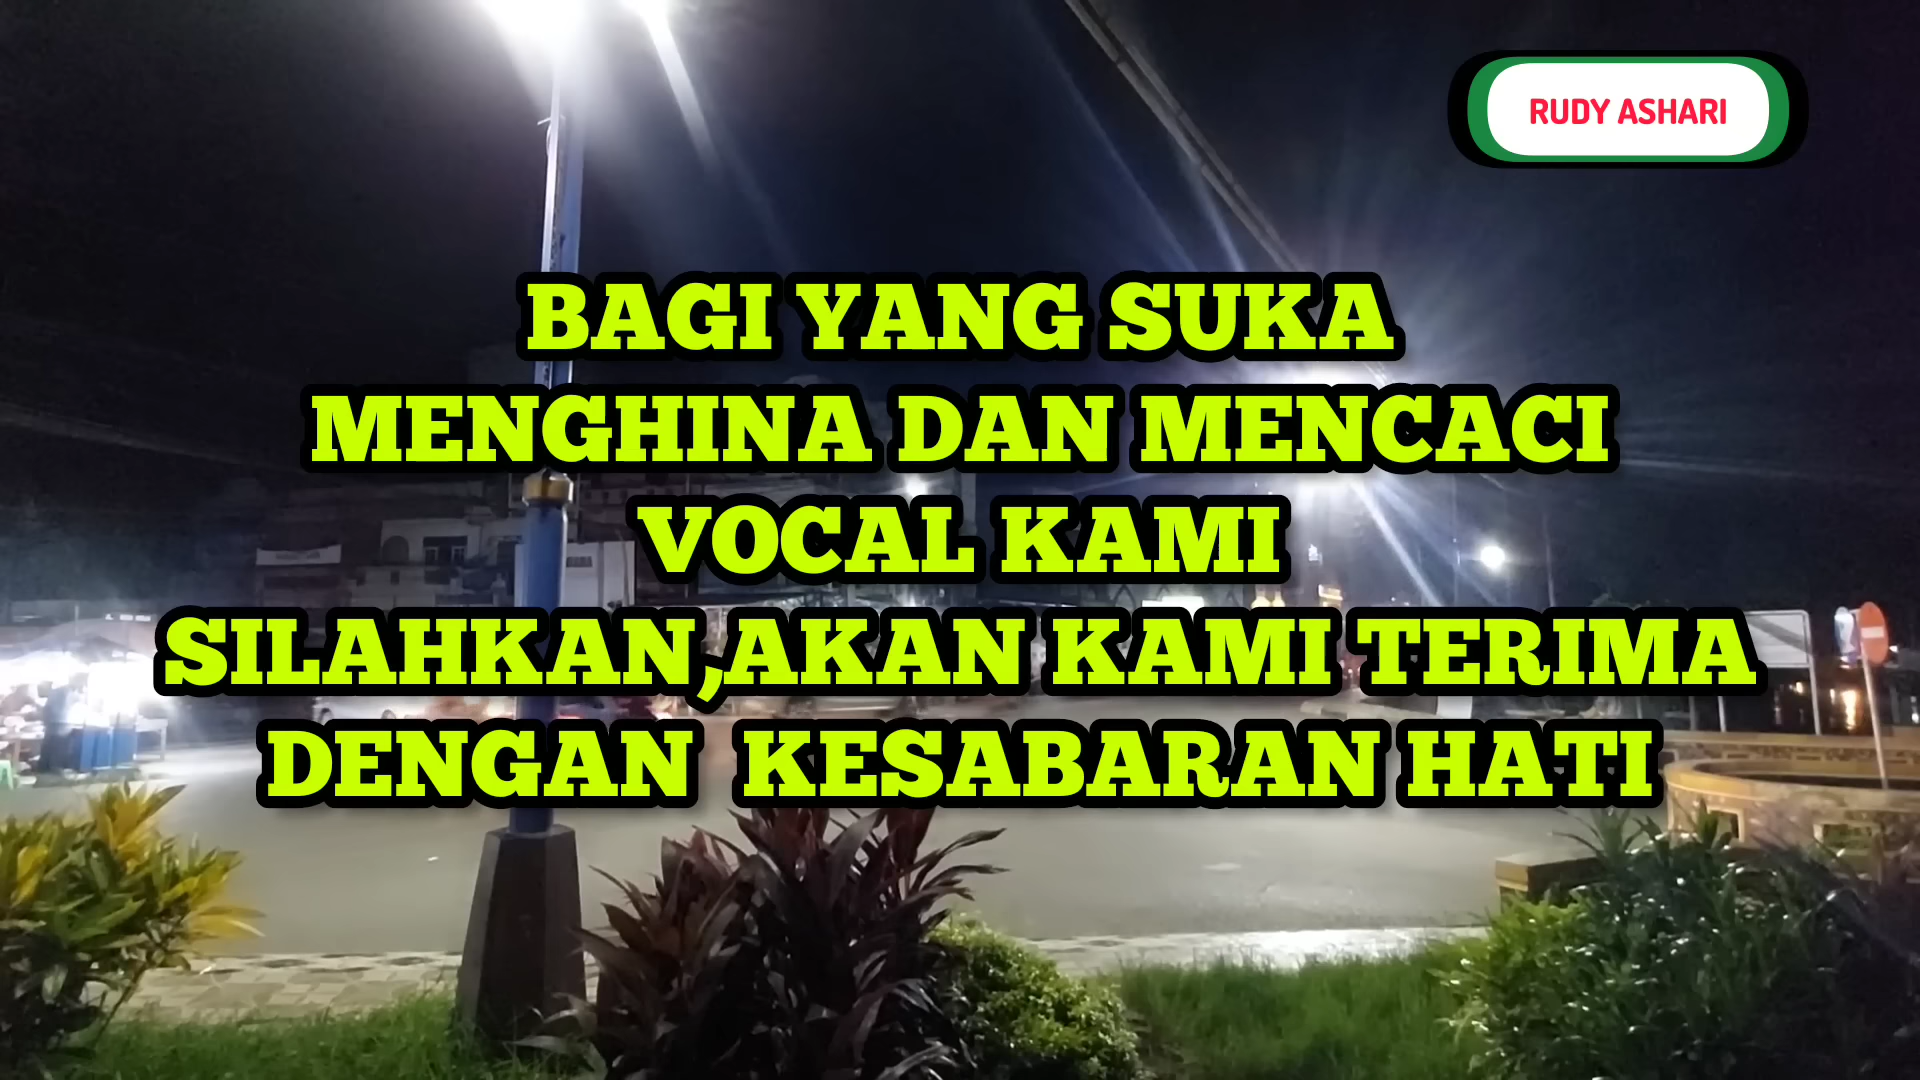 RUDY ASHARI
BAGI YANG SUKA
MENGHINA DAN MENCACI
VOCAL KAMI
SILAHKAN,AKAN KAMI TERIMA
DENGAN  KESABARAN HATI